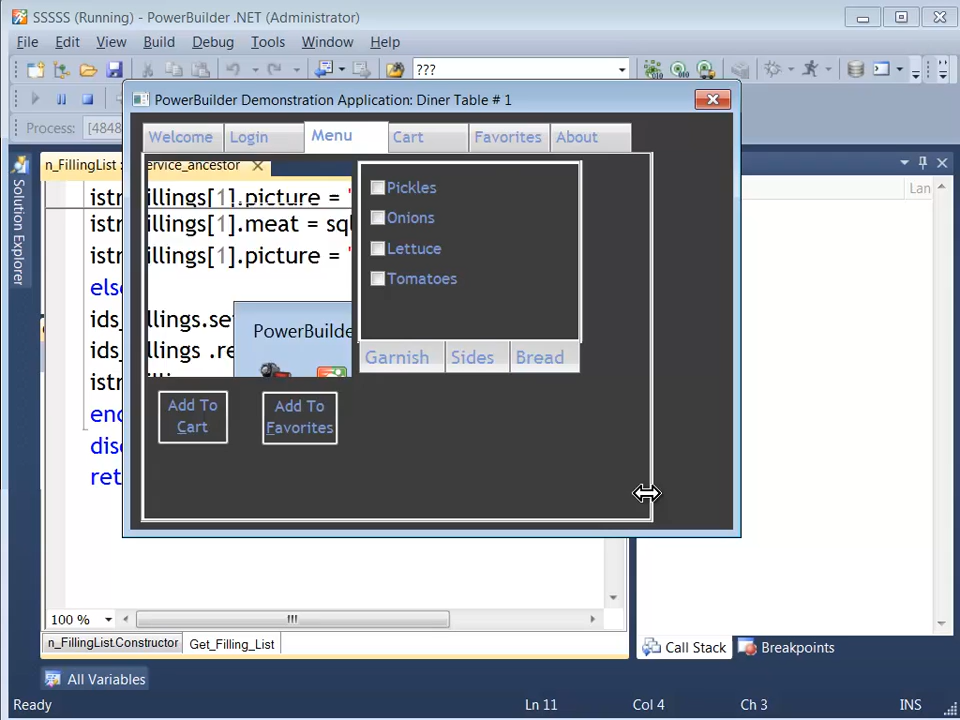 SSSSS (Running) - PowerBuilder .NET (Administrator)
File Edit View Build Debug Tools Window Help
???
Process: [4848
PowerBuilder Demonstration Application: Diner Table # 1
Welcome Login Menu Cart Favorites About
n_FillingList
ervice_ancestor
Lan
Solution Explorer
istr
illings[1].picture = '
istr
illings[1].meat = sql
istr
illings[1].picture = '
else
ids_
illings.se
ids_
illings .re
istr
end
disc
ret
PowerBuilde
Pickles
Onions
Lettuce
Tomatoes
Garnish Sides Bread
Add To
Cart
Add To
Favorites
100 %
n_FillingList.Constructor Get_Filling_List
Call Stack Breakpoints
All Variables
Ready Ln 11 Col 4 Ch 3 INS